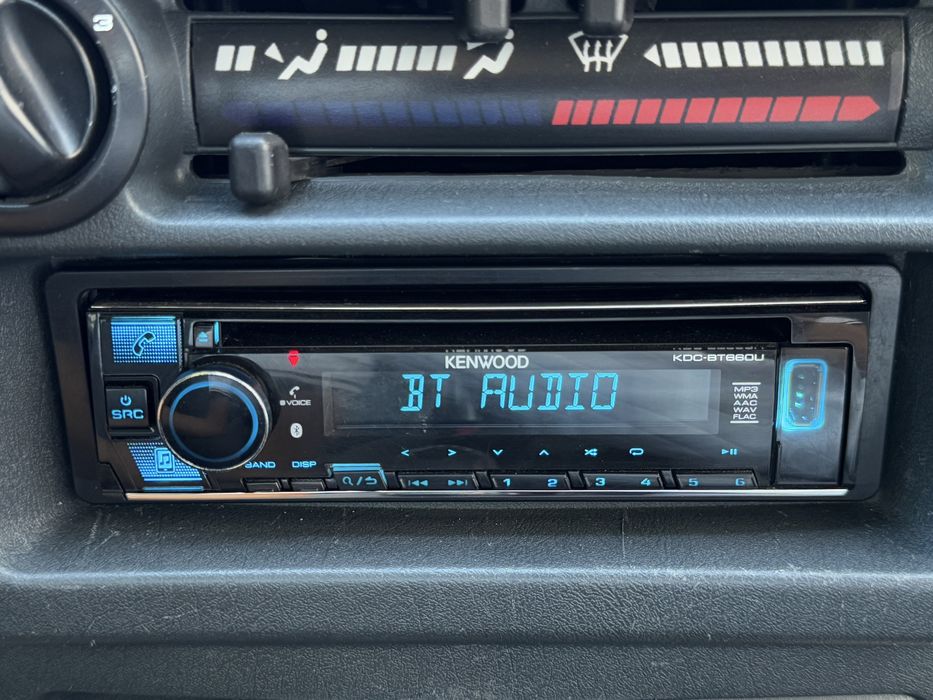 3
KENWOOD
KDC-BT660U
BT AUDIO
SRC
VOICE
MP3
WMA
AAC
WAV
FLAC
BAND DISP
1 2 3 4 5 6